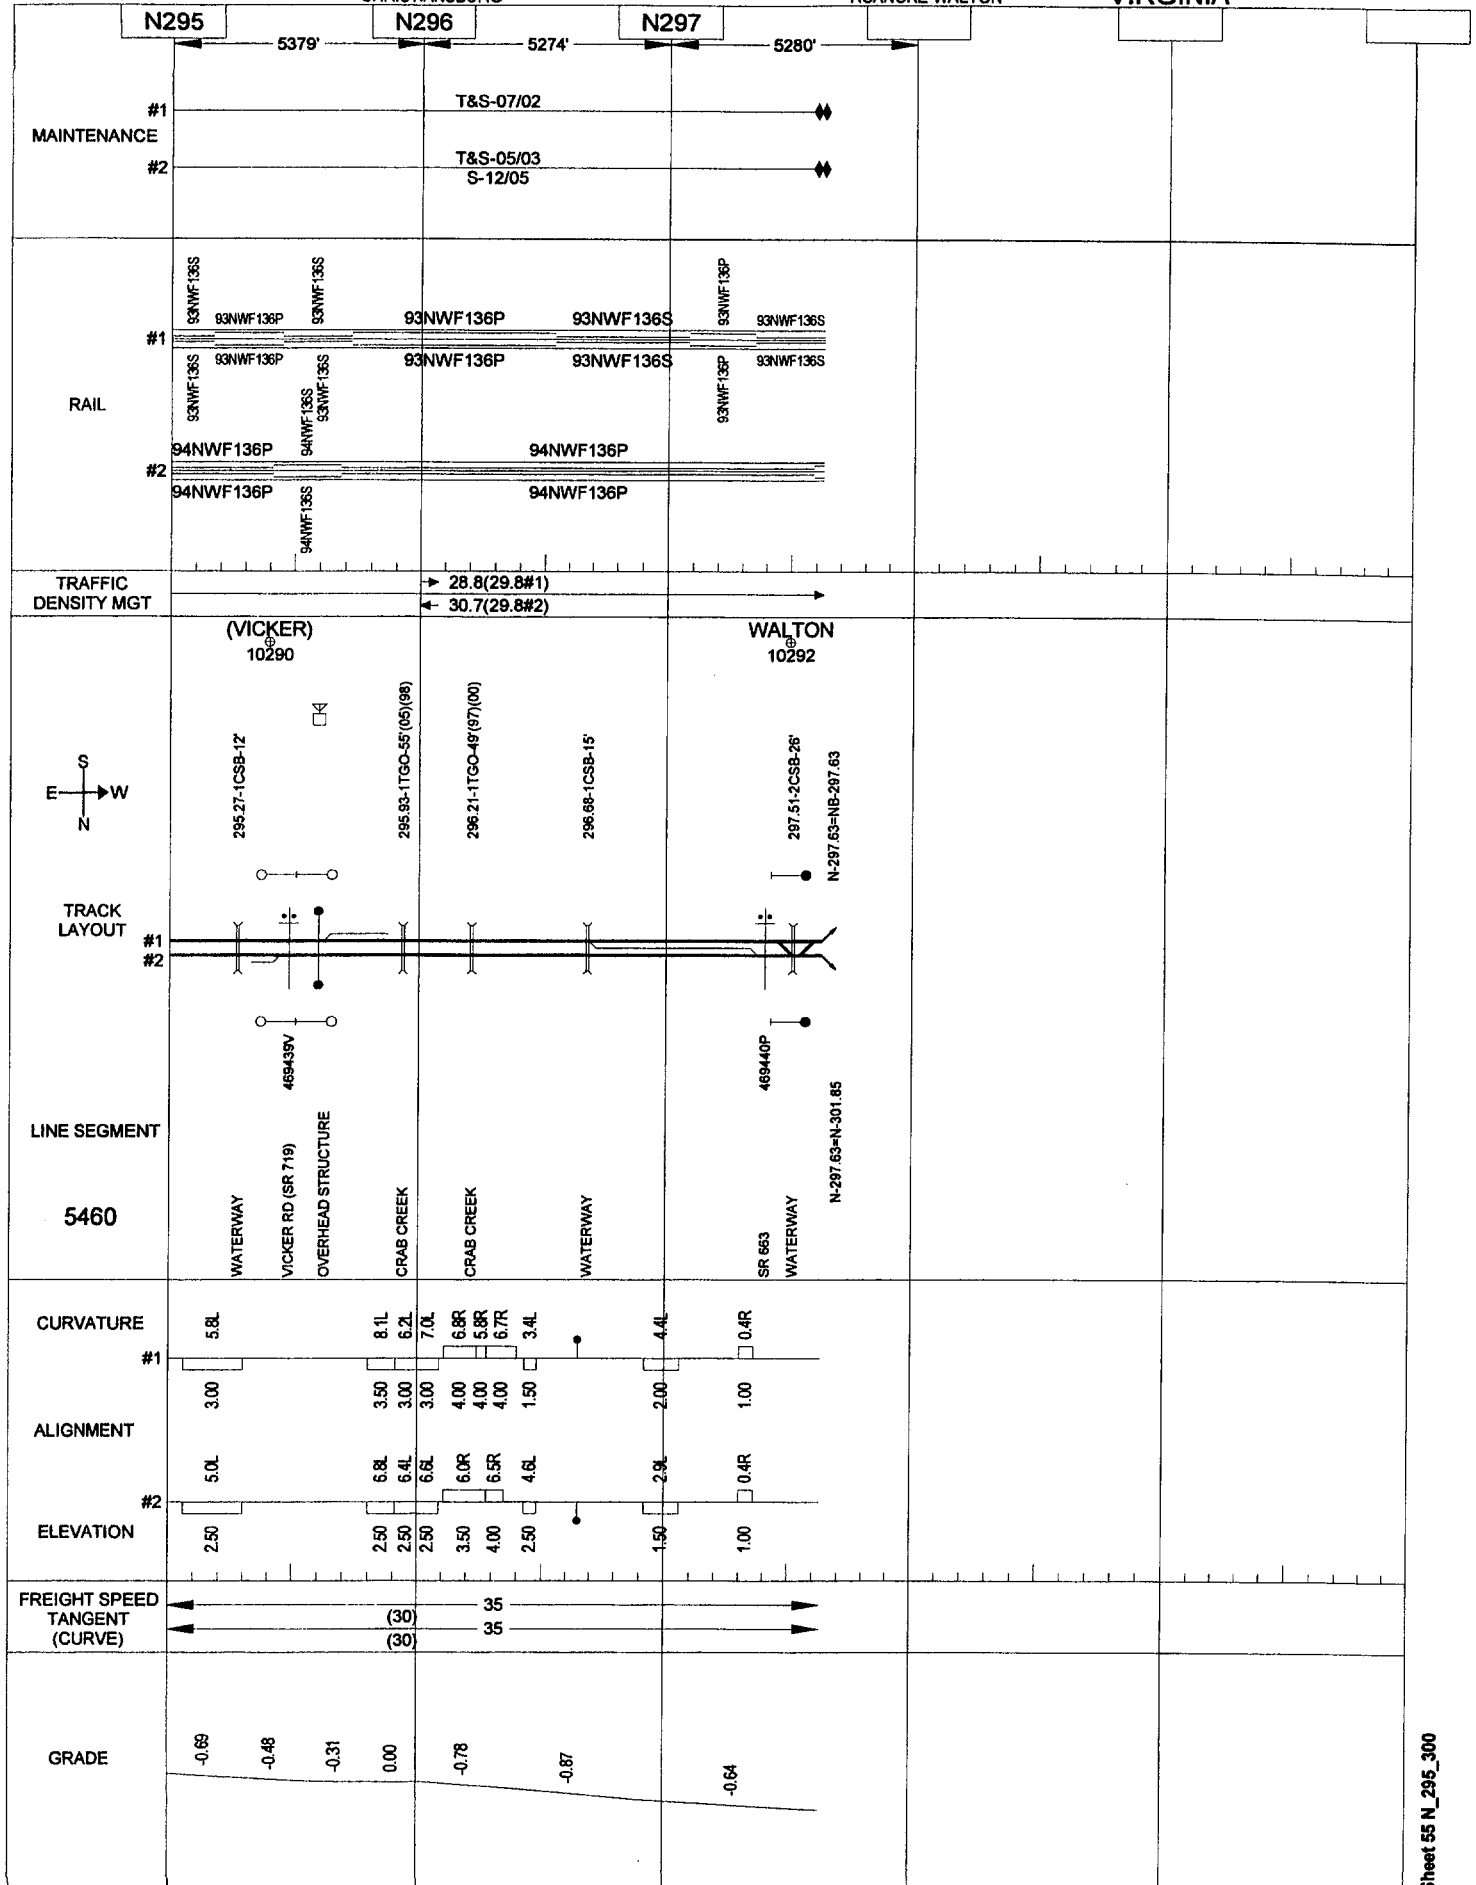 VIRGINIA
N295
N296
N297
5379'
5274'
5280'
MAINTENANCE
#1
T&S-07/02
#2
T&S-05/03
S-12/05
RAIL
#1
93NWF136S
93NWF136P
93NWF136S
93NWF136P
93NWF136S
93NWF136P
93NWF136S
93NWF136S
93NWF136P
93NWF136S
93NWF136P
93NWF136S
93NWF136P
93NWF136S
#2
94NWF136P
94NWF136S
94NWF136P
94NWF136P
94NWF136S
94NWF136P
TRAFFIC
DENSITY MGT
28.8(29.8#1)
30.7(29.8#2)
(VICKER)
10290
WALTON
10292
S
E
W
N
295.27-1CSB-12'
295.93-1TGO-55'(05)(98)
296.21-1TGO-49'(97)(00)
296.68-1CSB-15'
297.51-2CSB-26'
N-297.63=NB-297.63
TRACK
LAYOUT
#1
#2
469439V
469440P
N-297.63=N-301.85
LINE SEGMENT
5460
WATERWAY
VICKER RD (SR 719)
OVERHEAD STRUCTURE
CRAB CREEK
CRAB CREEK
WATERWAY
SR 663
WATERWAY
CURVATURE
#1
5.8L
8.1L
6.2L
7.0L
6.8R
5.8R
6.7R
3.4L
4.4L
0.4R
3.00
3.50
3.00
3.00
4.00
4.00
4.00
1.50
2.00
1.00
ALIGNMENT
#2
5.0L
6.8L
6.4L
6.6L
6.0R
6.5R
4.6L
2.9L
0.4R
ELEVATION
2.50
2.50
2.50
2.50
3.50
4.00
2.50
1.50
1.00
FREIGHT SPEED
TANGENT
(CURVE)
35
(30)
35
(30)
GRADE
-0.69
-0.48
-0.31
0.00
-0.78
-0.87
-0.64
Sheet 55 N_295_300